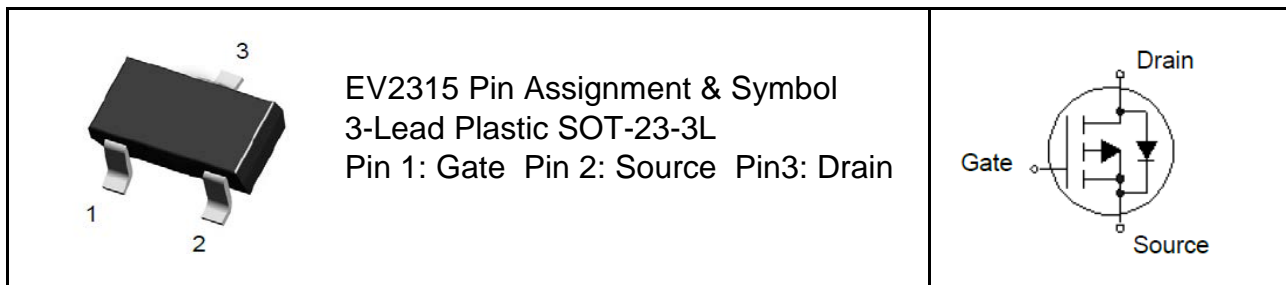 3
EV2315 Pin Assignment & Symbol
3-Lead Plastic SOT-23-3L
Pin 1: Gate  Pin 2: Source  Pin3: Drain
1
2
Drain
Gate
Source